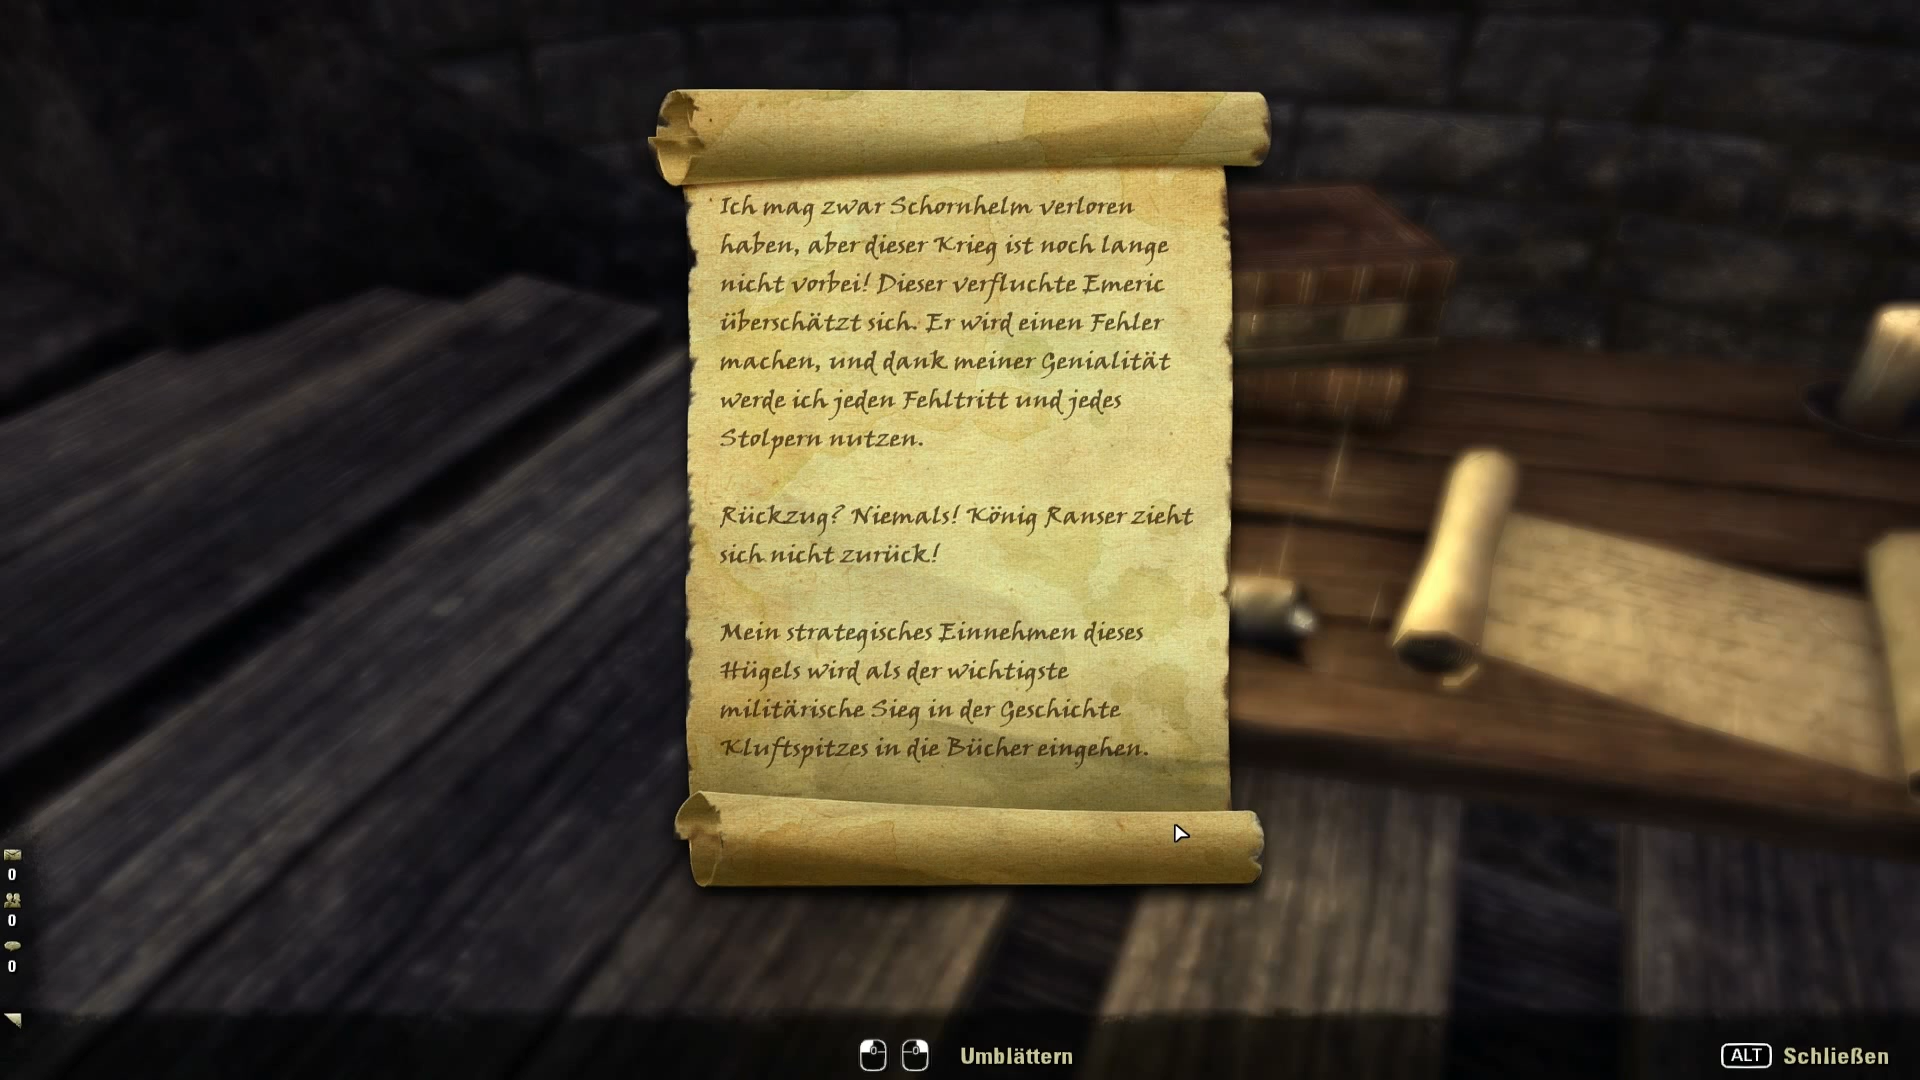 Ich mag zwar Schornhelm verloren
haben, aber dieser Krieg ist noch lange
nicht vorbei! Dieser verfluchte Emeric
überschätzt sich. Er wird einen Fehler
machen, und dank meiner Genialität
werde ich jeden Fehltritt und jedes
Stolpern nutzen.
Rückzug? Niemals! König Ranser zieht
sich nicht zurück!
Mein strategisches Einnehmen dieses
Hügels wird als der wichtigste
militärische Sieg in der Geschichte
Kluftspitzes in die Bücher eingehen.
0
0
0
Umblättern
ALT Schließen